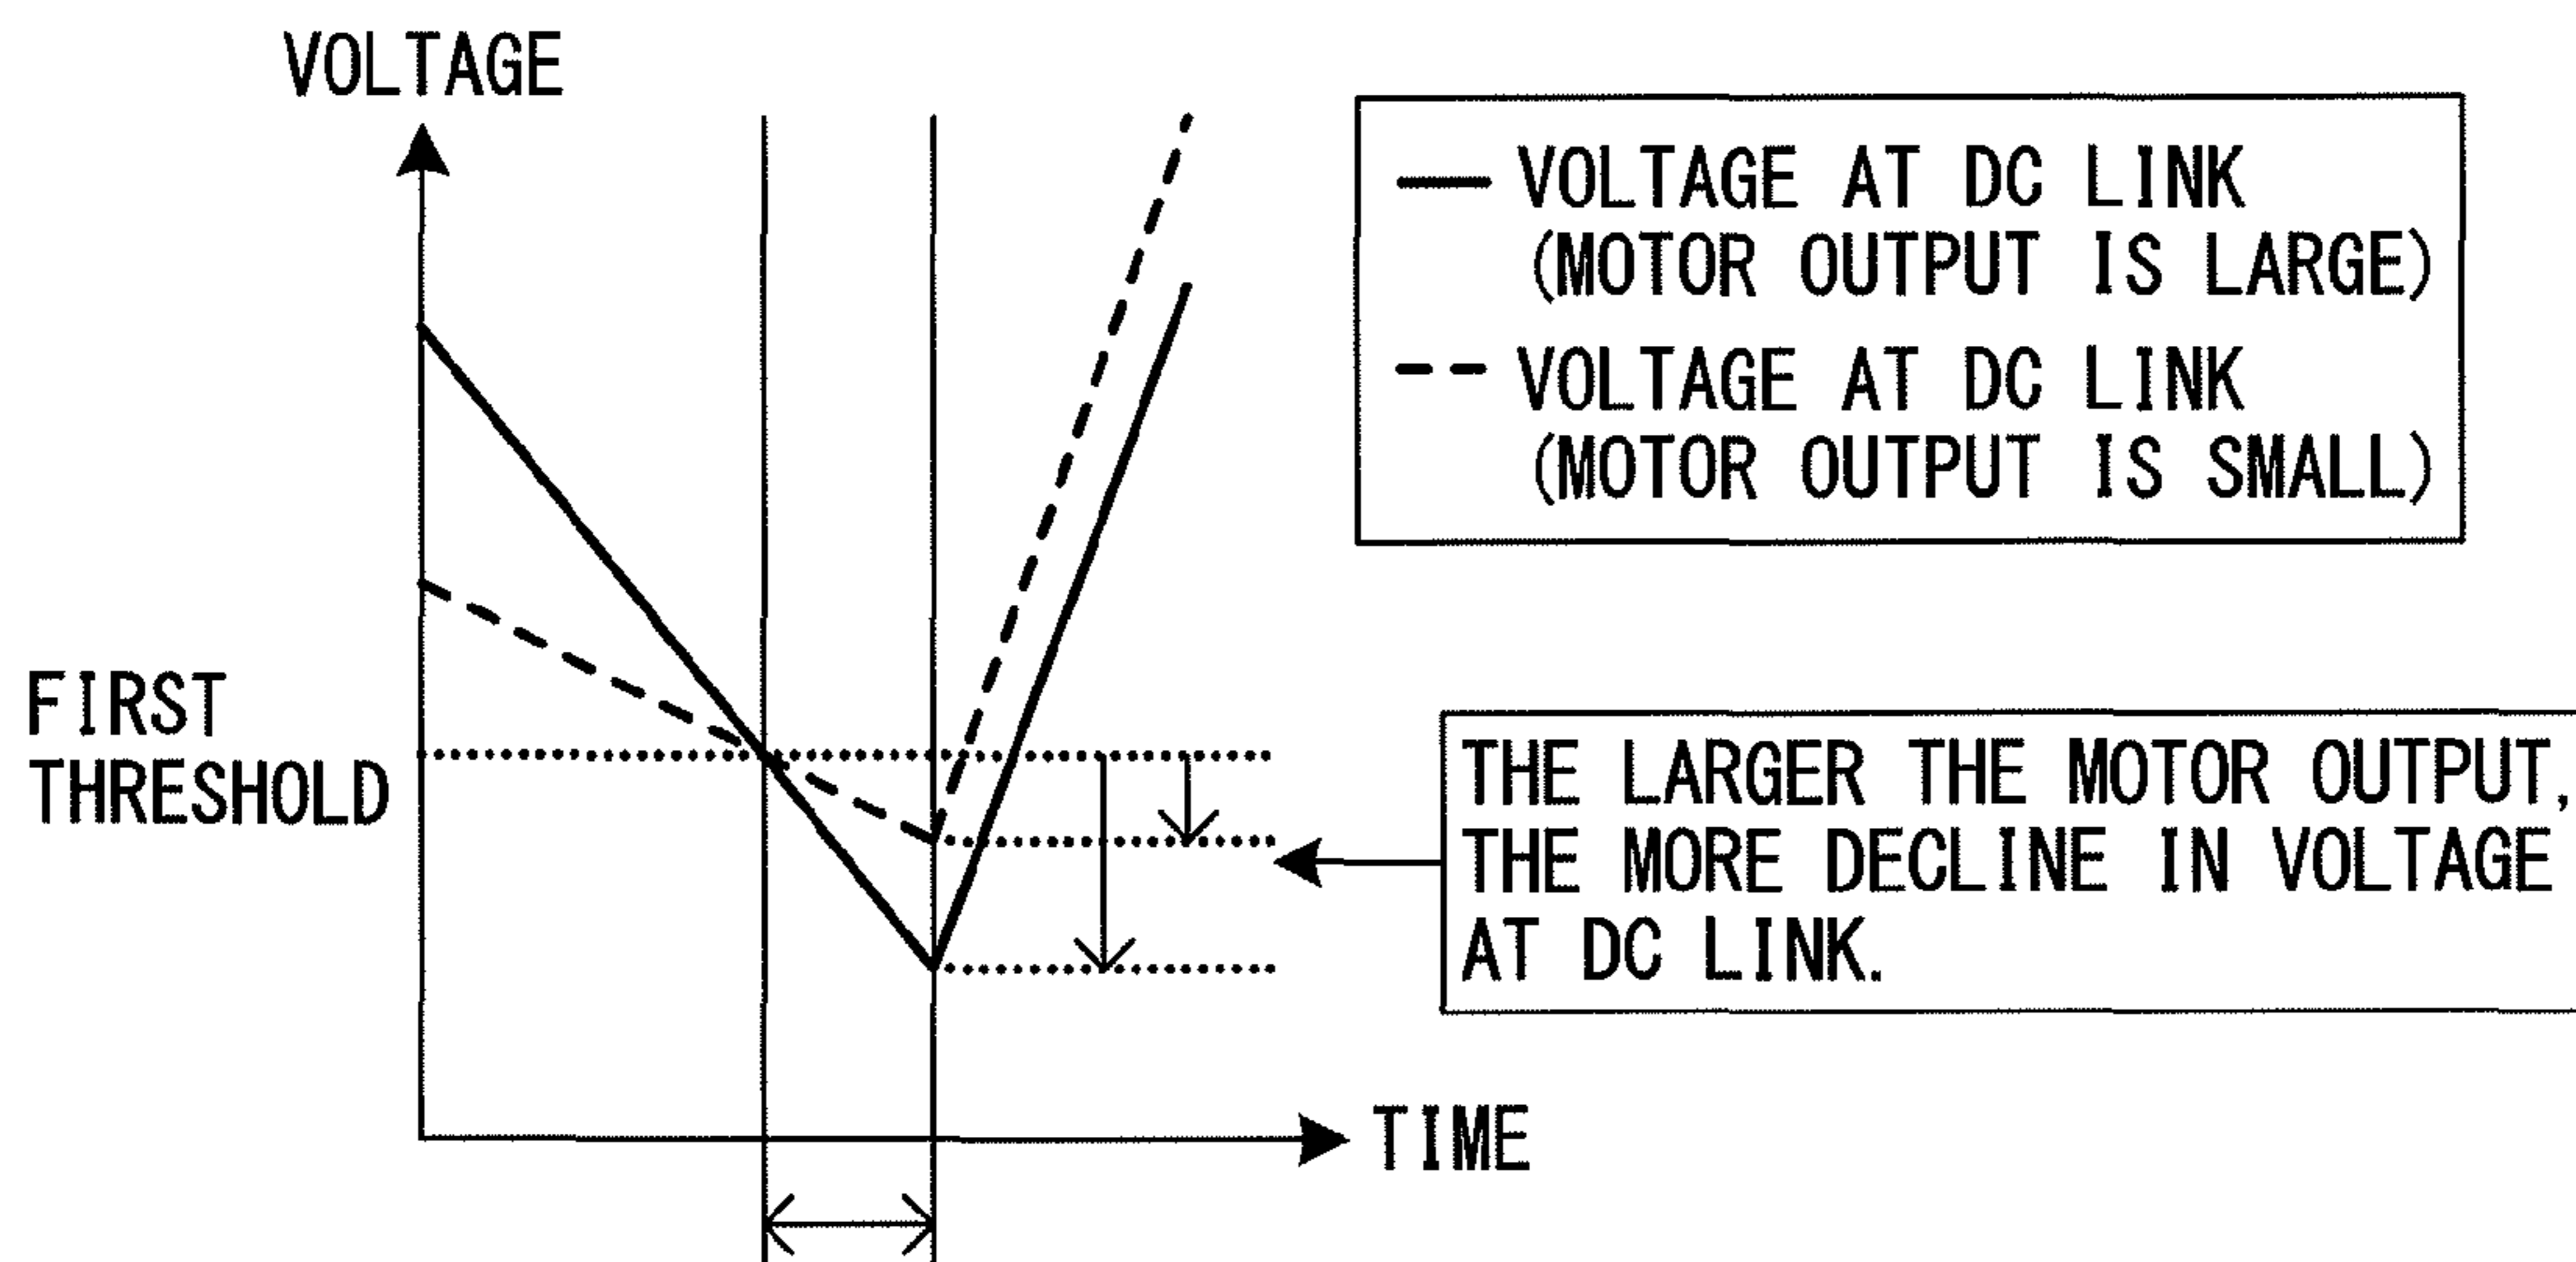 VOLTAGE
VOLTAGE AT DC LINK
(MOTOR OUTPUT IS LARGE)
VOLTAGE AT DC LINK
(MOTOR OUTPUT IS SMALL)
FIRST
THRESHOLD
THE LARGER THE MOTOR OUTPUT,
THE MORE DECLINE IN VOLTAGE
AT DC LINK.
TIME